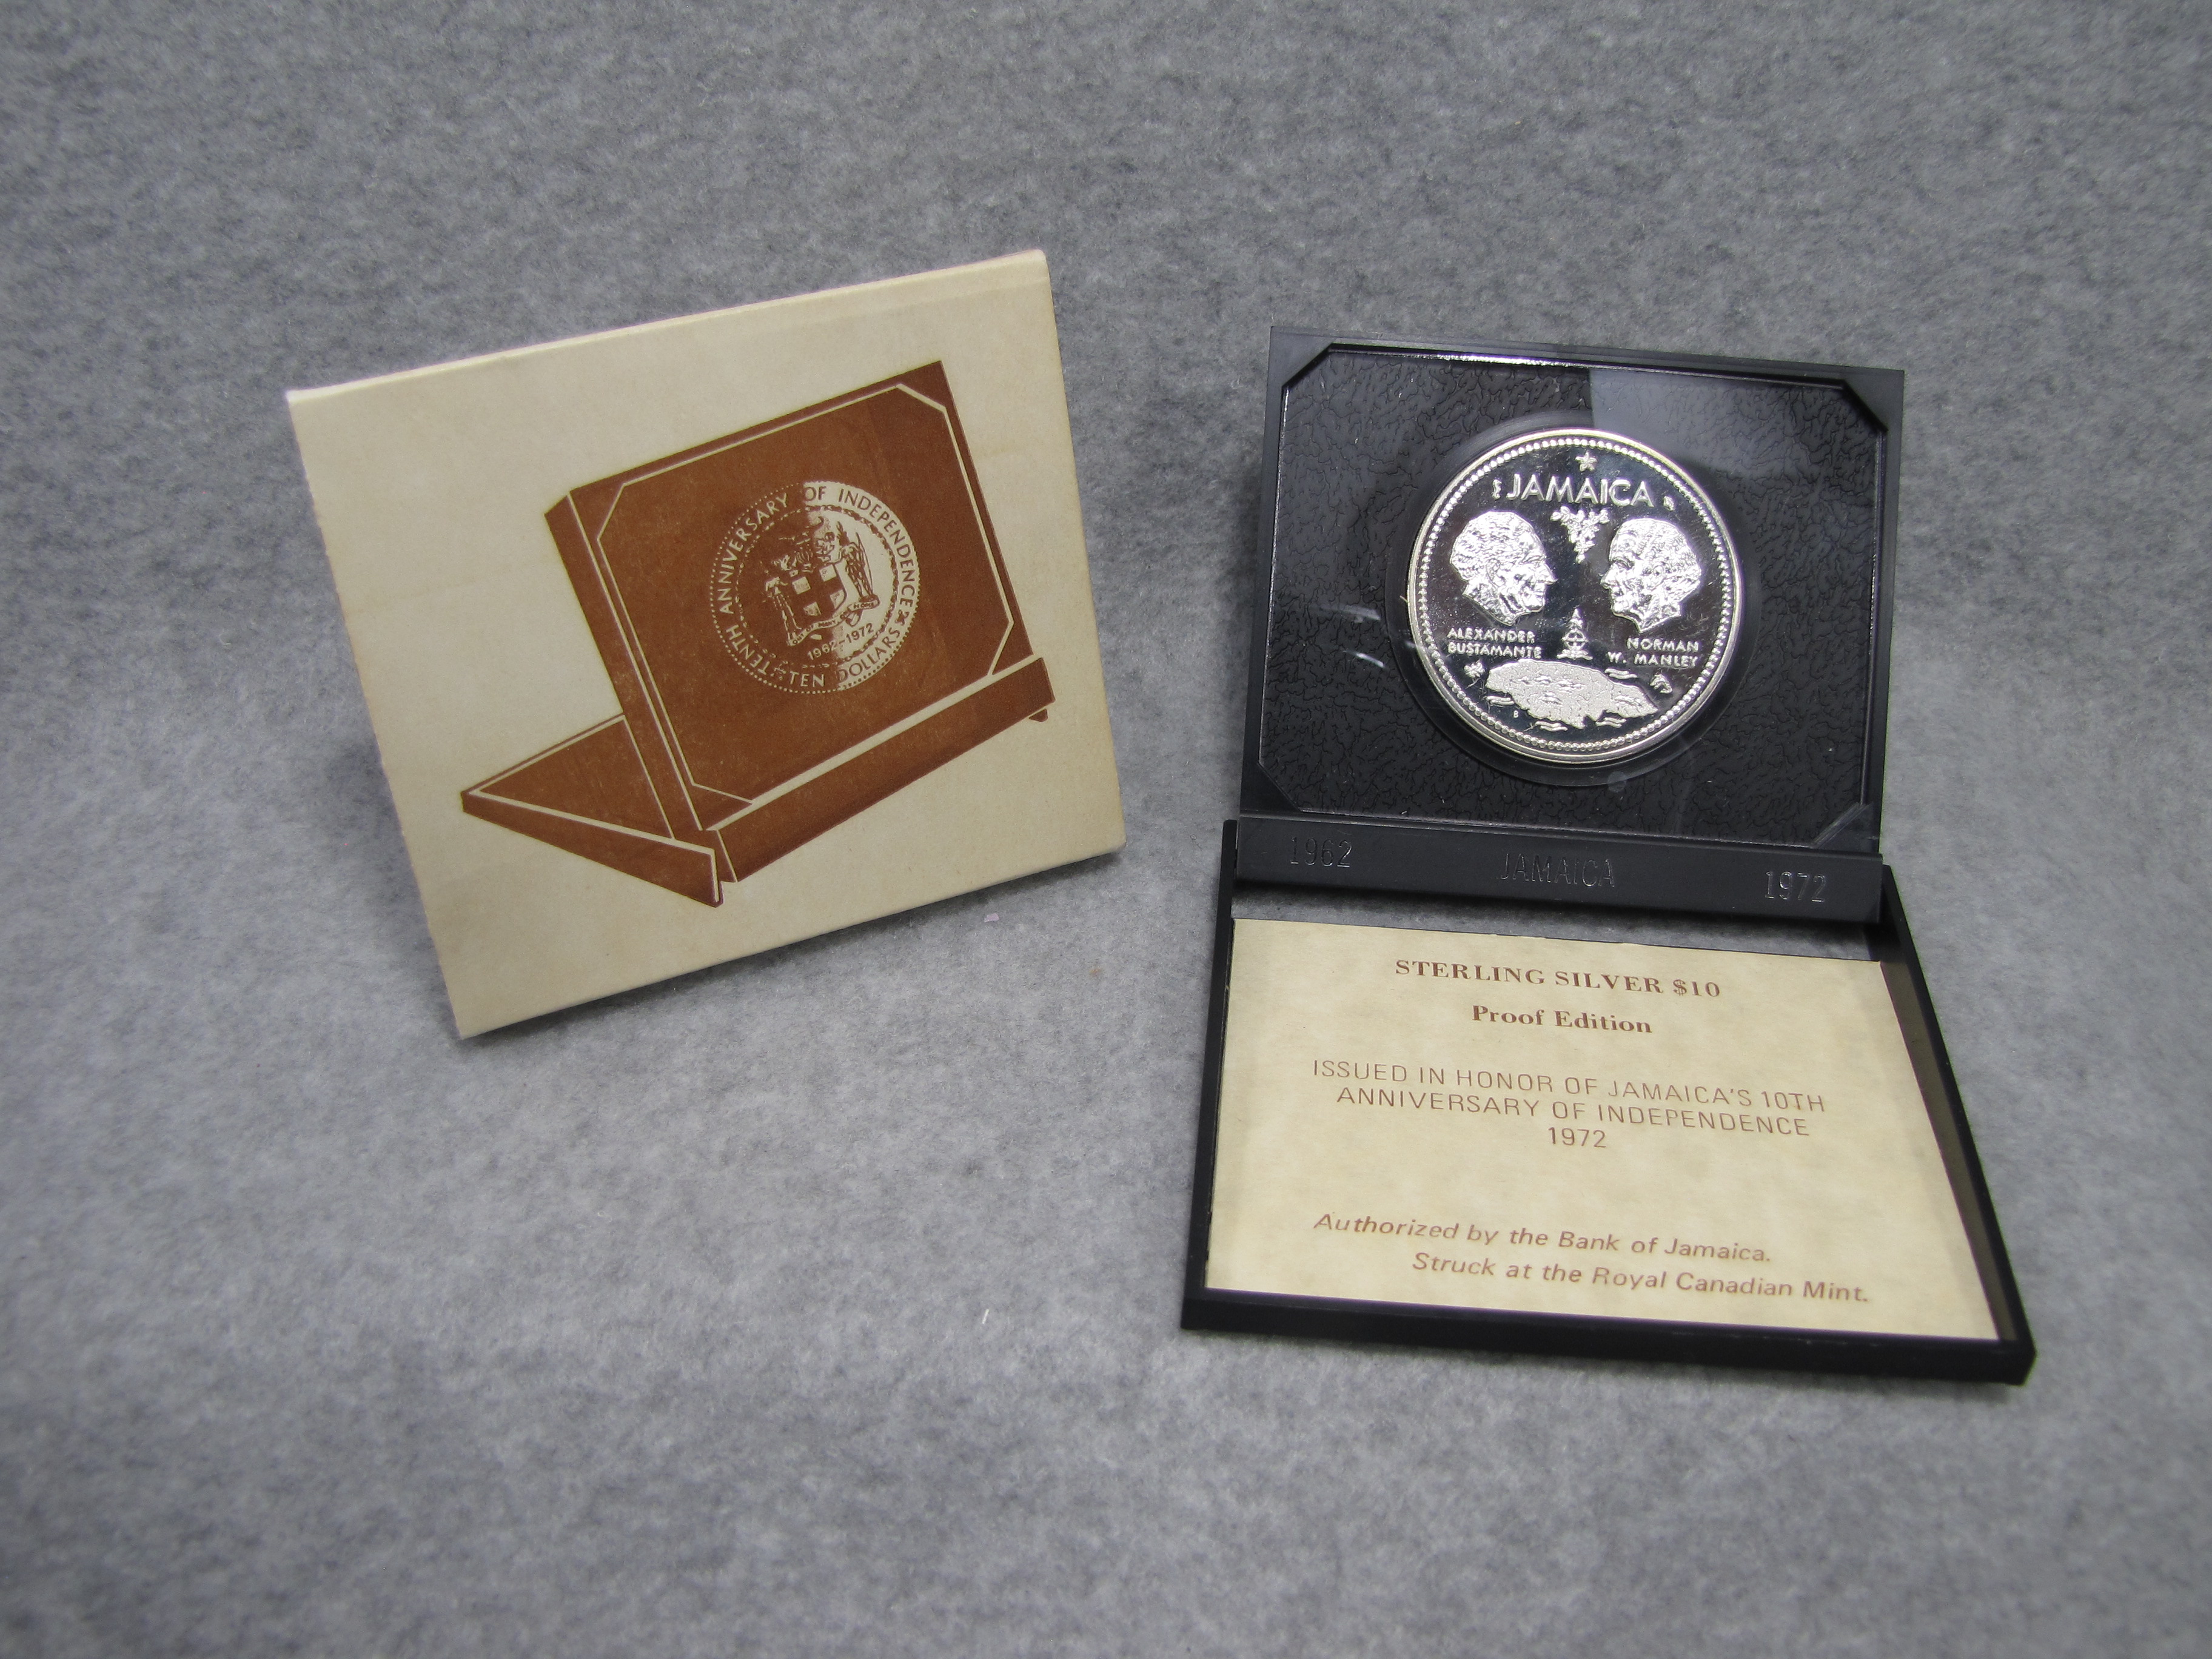 TENTH ANNIVERSARY OF INDEPENDENCE
1962-1972
TEN DOLLARS
JAMAICA
ALEXANDER
BUSTAMANTE
NORMAN
W. MANLEY
1962 JAMAICA 1972
STERLING SILVER $10
Proof Edition
ISSUED IN HONOR OF JAMAICA'S 10TH
ANNIVERSARY OF INDEPENDENCE
1972
Authorized by the Bank of Jamaica.
Struck at the Royal Canadian Mint.